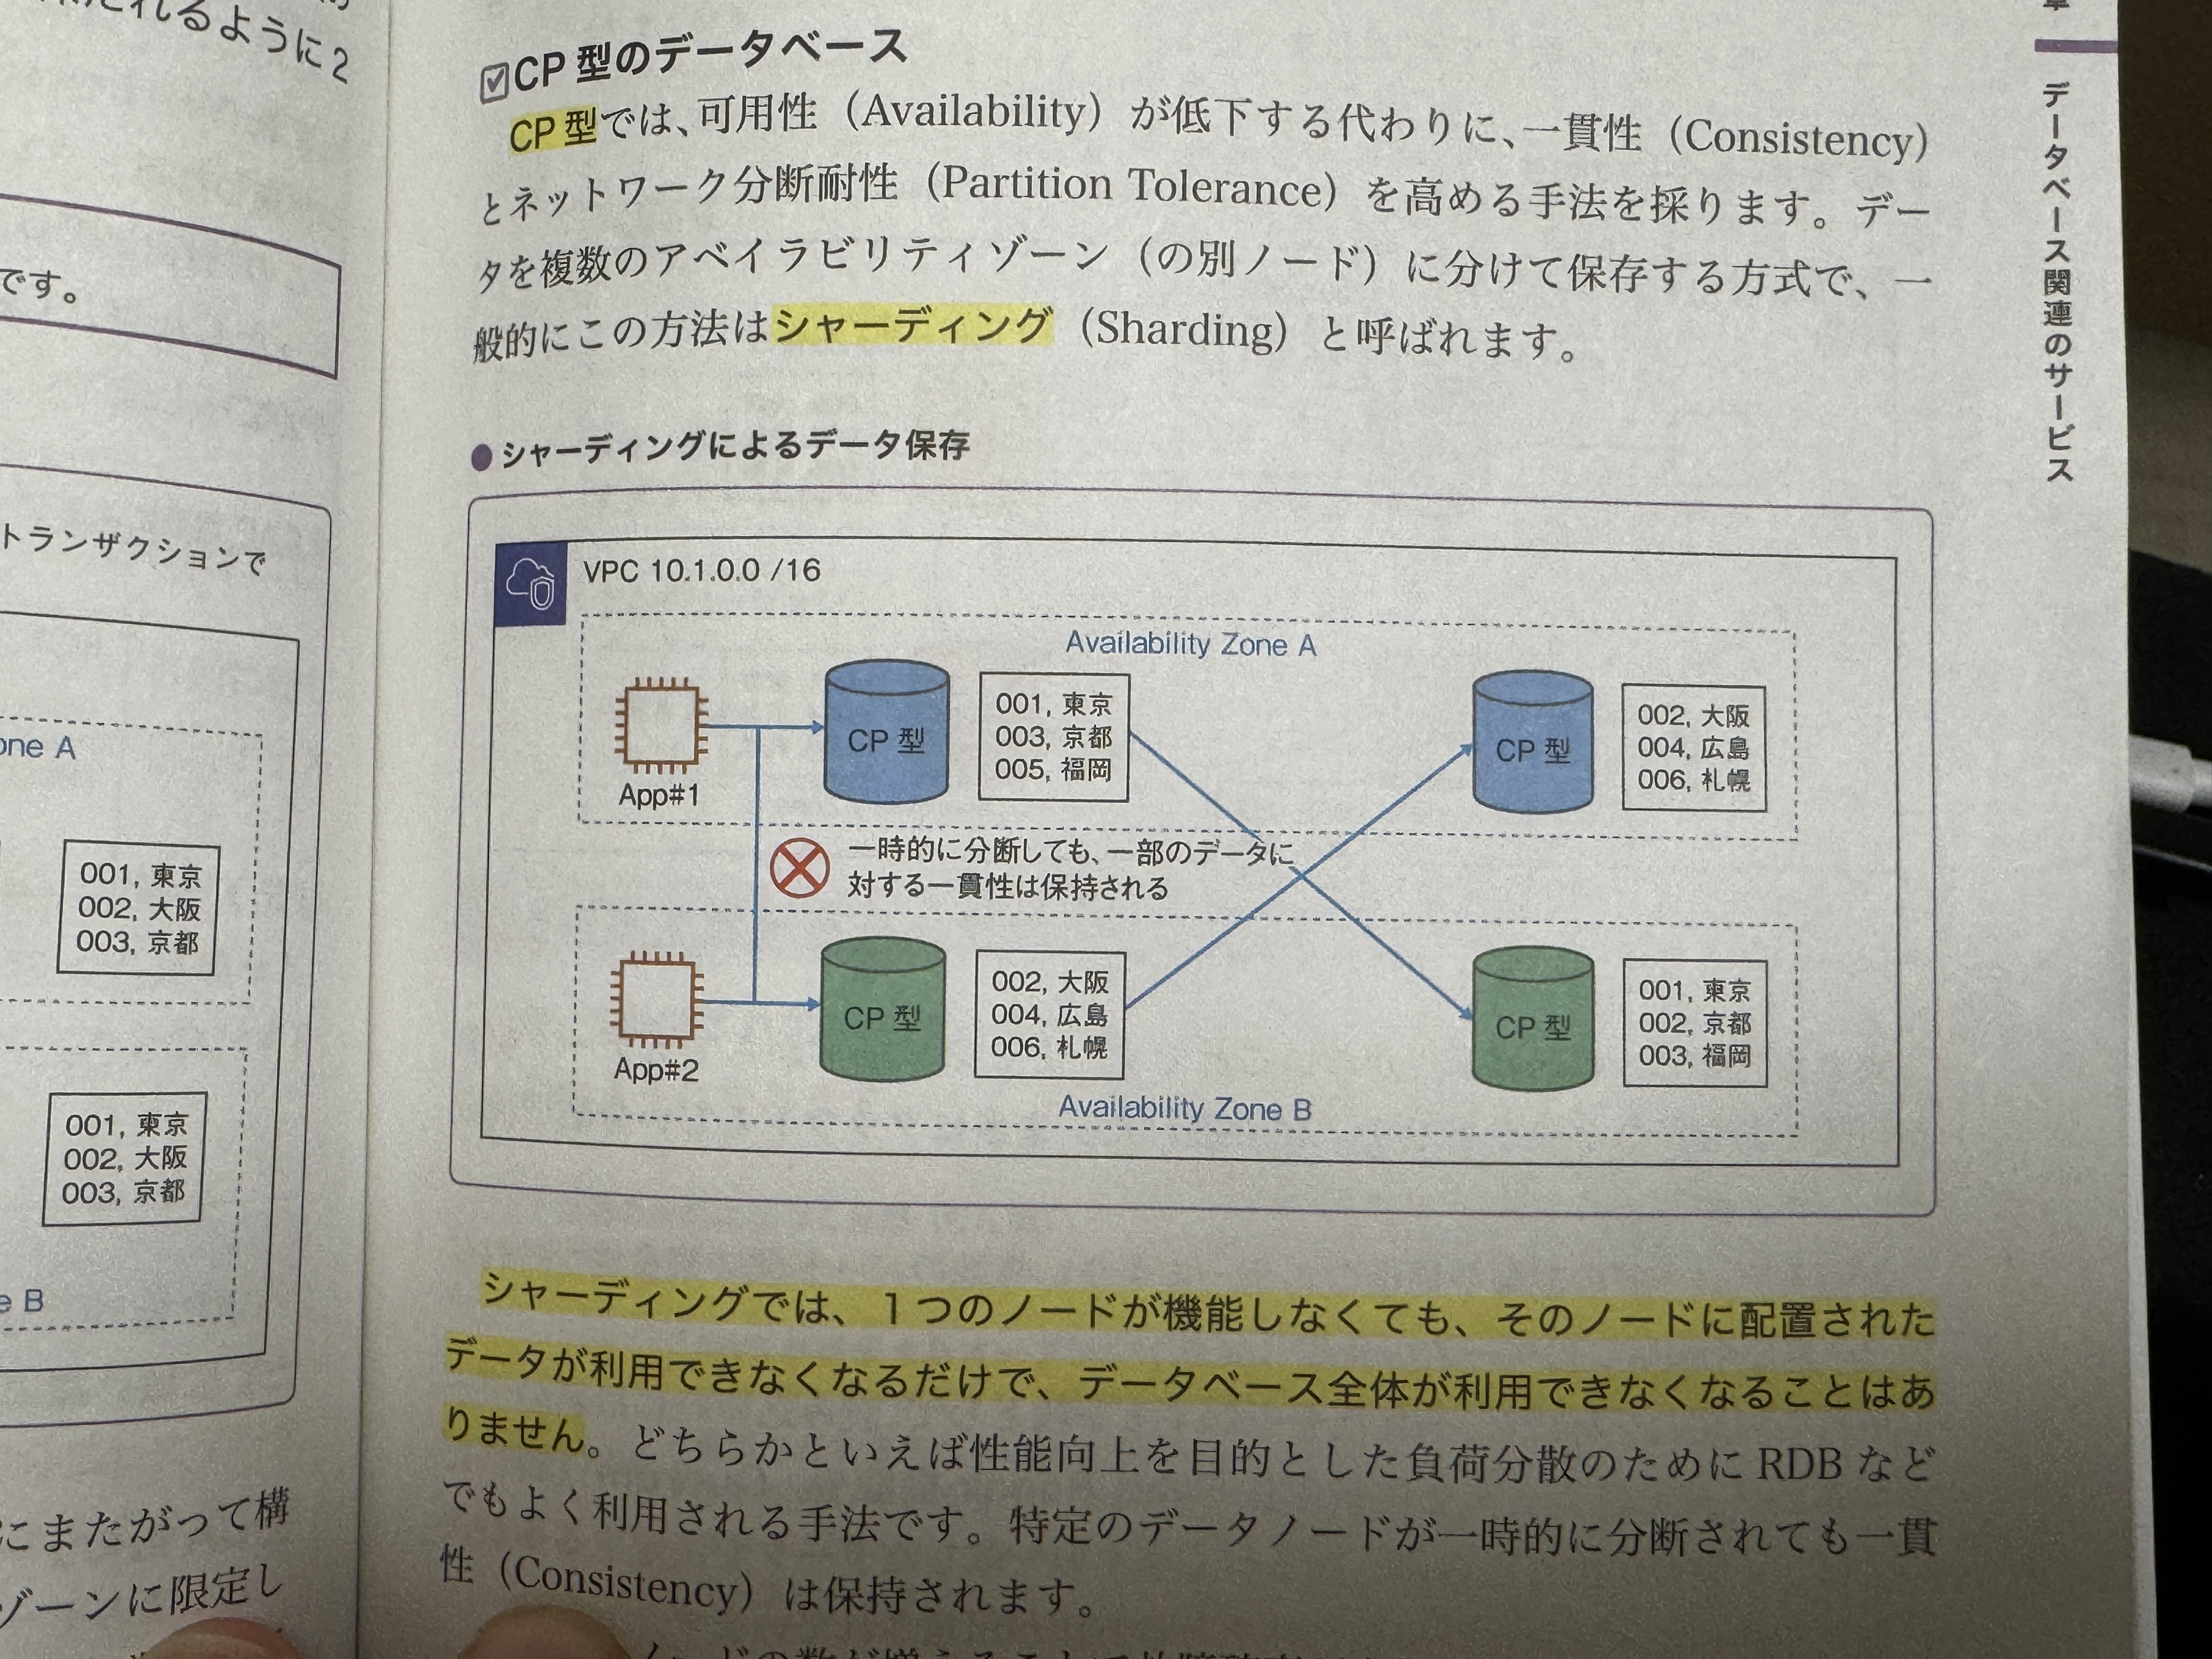 れるように2
です。
トランザクションで
one A
001, 東京
002, 大阪
003, 京都
001, 東京
002, 大阪
003, 京都
e B
にまたがって構
ゾーンに限定し
CP 型のデータベース
CP 型では、可用性（Availability）が低下する代わりに、一貫性（Consistency）
とネットワーク分断耐性（Partition Tolerance）を高める手法を採ります。デー
タを複数のアベイラビリティゾーン（の別ノード）に分けて保存する方式で、一
般的にこの方法はシャーディング（Sharding）と呼ばれます。
● シャーディングによるデータ保存
VPC 10.1.0.0 /16
Availability Zone A
App#1
CP 型
001, 東京
003, 京都
005, 福岡
CP 型
002, 大阪
004, 広島
006, 札幌
一時的に分断しても、一部のデータに
対する一貫性は保持される
App#2
CP 型
002, 大阪
004, 広島
006, 札幌
CP 型
001, 東京
002, 京都
003, 福岡
Availability Zone B
シャーディングでは、1つのノードが機能しなくても、そのノードに配置された
データが利用できなくなるだけで、データベース全体が利用できなくなることはあ
りません。どちらかといえば性能向上を目的とした負荷分散のために RDB など
でもよく利用される手法です。特定のデータノードが一時的に分断されても一貫
性（Consistency）は保持されます。
章
データベース関連のサービス